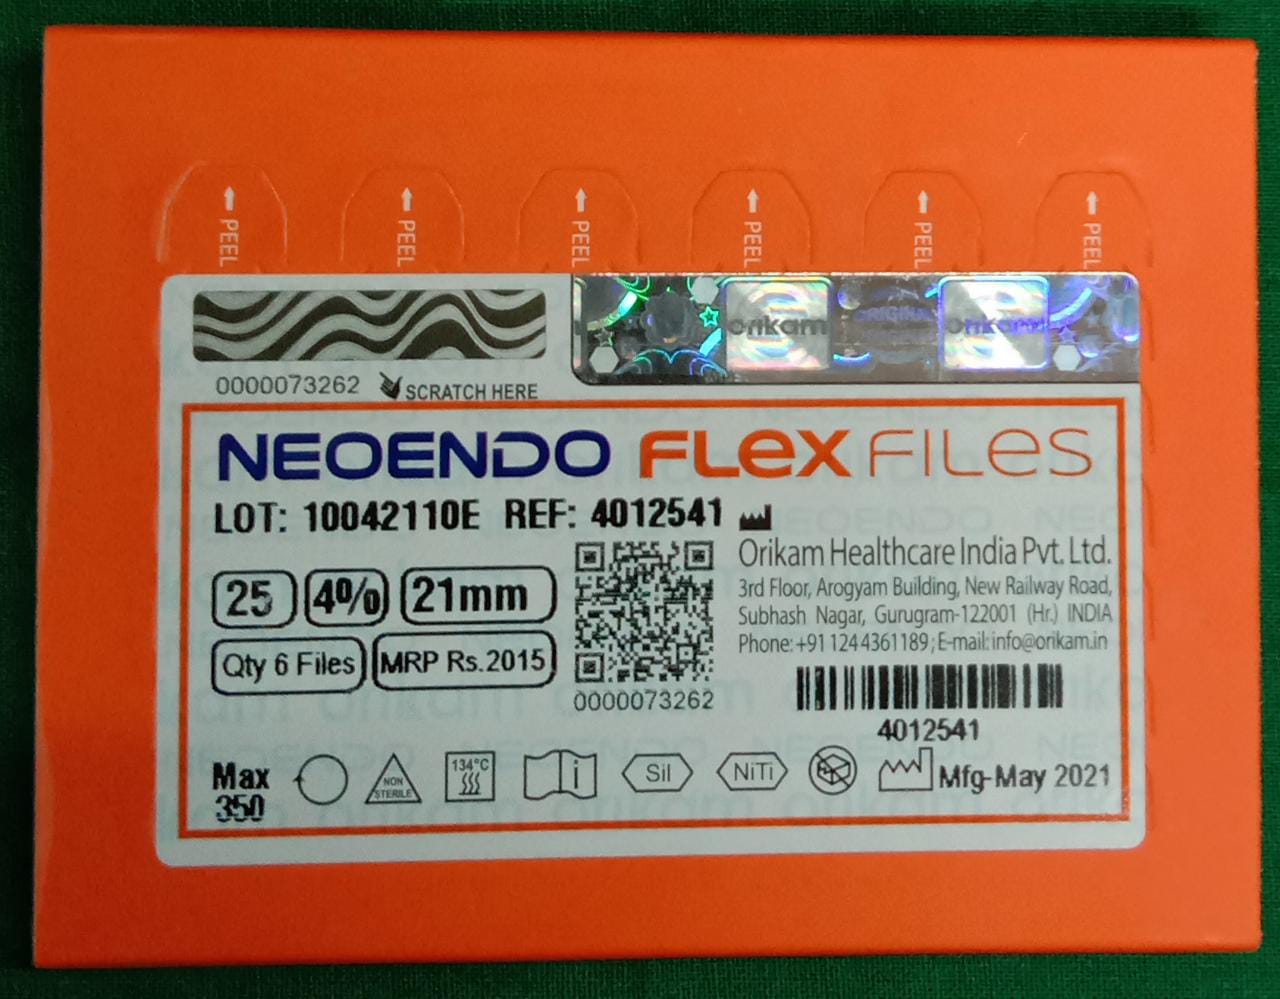 PEEL PEEL PEEL PEEL PEEL PEEL
orikam ORIGINAL orikam
0000073262 SCRATCH HERE
NEOENDO FLEX FILES
LOT: 10042110E REF: 4012541
Orikam Healthcare India Pvt. Ltd.
3rd Floor, Arogyam Building, New Railway Road,
Subhash Nagar, Gurugram-122001 (Hr.) INDIA
Phone: +91 124 4361189 ; E-mail: info@orikam.in
25 4% 21mm
Qty 6 Files MRP Rs.2015
0000073262
4012541
Max
350
NON
STERILE
134°C
i
Sil
NiTi
Mfg-May 2021